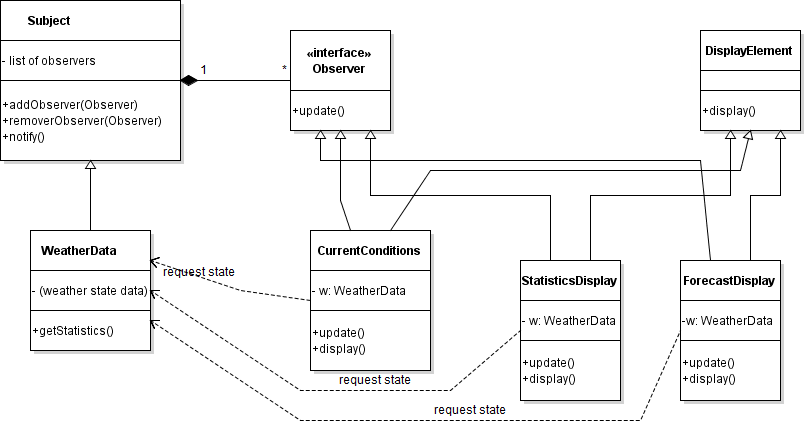 Subject
- list of observers
+addObserver(Observer)
+removerObserver(Observer)
+notify()
1
*
«interface»
Observer
+update()
DisplayElement
+display()
WeatherData
- (weather state data)
+getStatistics()
request state
CurrentConditions
- w: WeatherData
+update()
+display()
StatisticsDisplay
- w: WeatherData
+update()
+display()
ForecastDisplay
-w: WeatherData
+update()
+display()
request state
request state